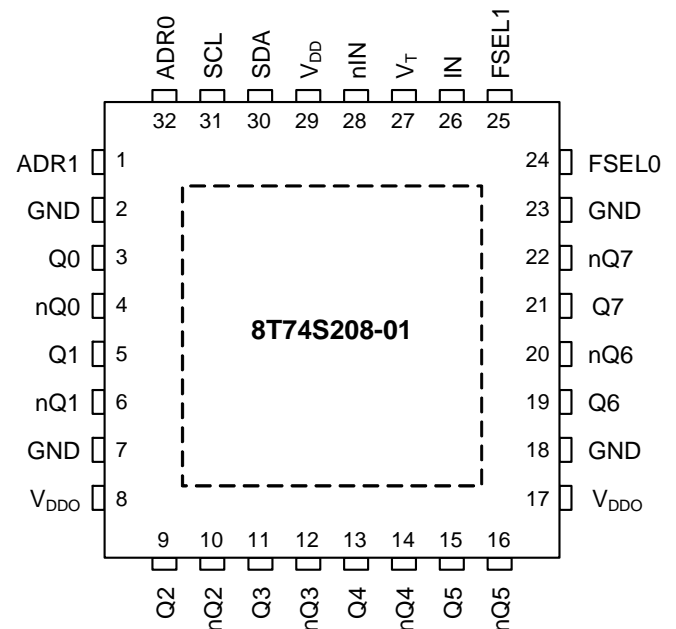 ADR0 SCL SDA VDD nIN VT IN FSEL1
32 31 30 29 28 27 26 25
ADR1 1 24 FSEL0
GND 2 23 GND
Q0 3 22 nQ7
nQ0 4 21 Q7
8T74S208-01
Q1 5 20 nQ6
nQ1 6 19 Q6
GND 7 18 GND
VDDO 8 17 VDDO
9 10 11 12 13 14 15 16
Q2 nQ2 Q3 nQ3 Q4 nQ4 Q5 nQ5